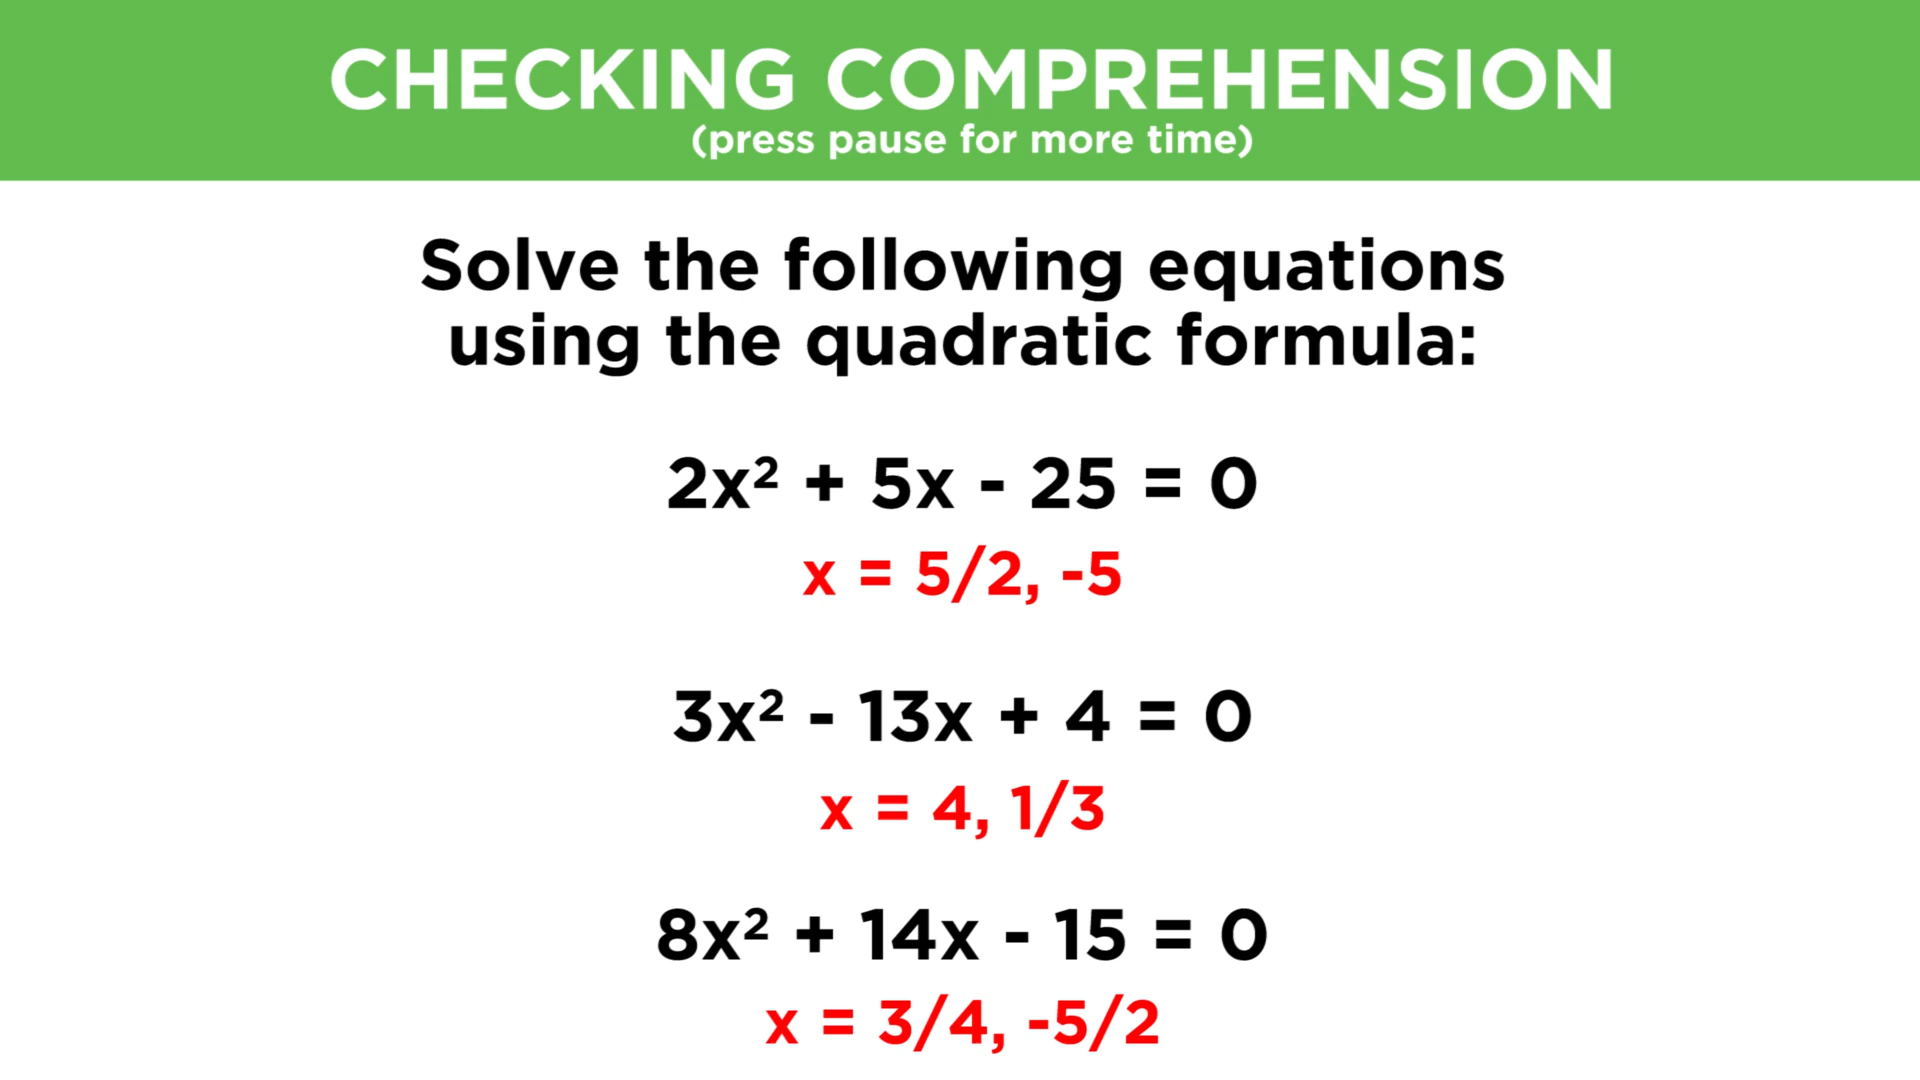 CHECKING COMPREHENSION
(press pause for more time)
Solve the following equations
using the quadratic formula:
2x² + 5x - 25 = 0
x = 5/2, -5
3x² - 13x + 4 = 0
x = 4, 1/3
8x² + 14x - 15 = 0
x = 3/4, -5/2